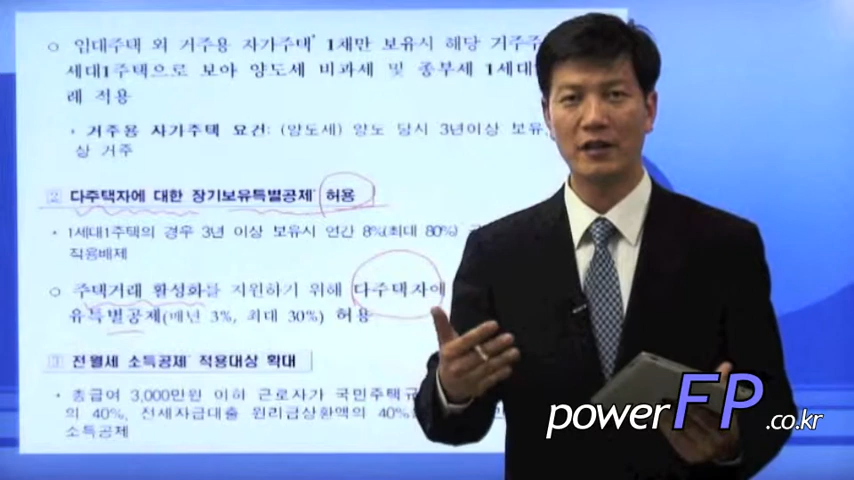 ○ 임대주택 외 거주용 자가주택* 1채만 보유시 해당 거주주
세대1주택으로 보아 양도세 비과세 및 종부세 1세대
례 적용
* 거주용 자가주택 요건: (양도세) 양도 당시 3년이상 보유,
상 거주
② 다주택자에 대한 장기보유특별공제* 허용
* 1세대1주택의 경우 3년 이상 보유시 연간 8%(최대 80%)
적용배제
○ 주택거래 활성화를 지원하기 위해 다주택자에
유특별공제(매년 3%, 최대 30%) 허용
③ 전월세 소득공제* 적용대상 확대
* 총급여 3,000만원 이하 근로자가 국민주택규
의 40%, 전세자금대출 원리금상환액의 40%
소득공제
powerFP.co.kr